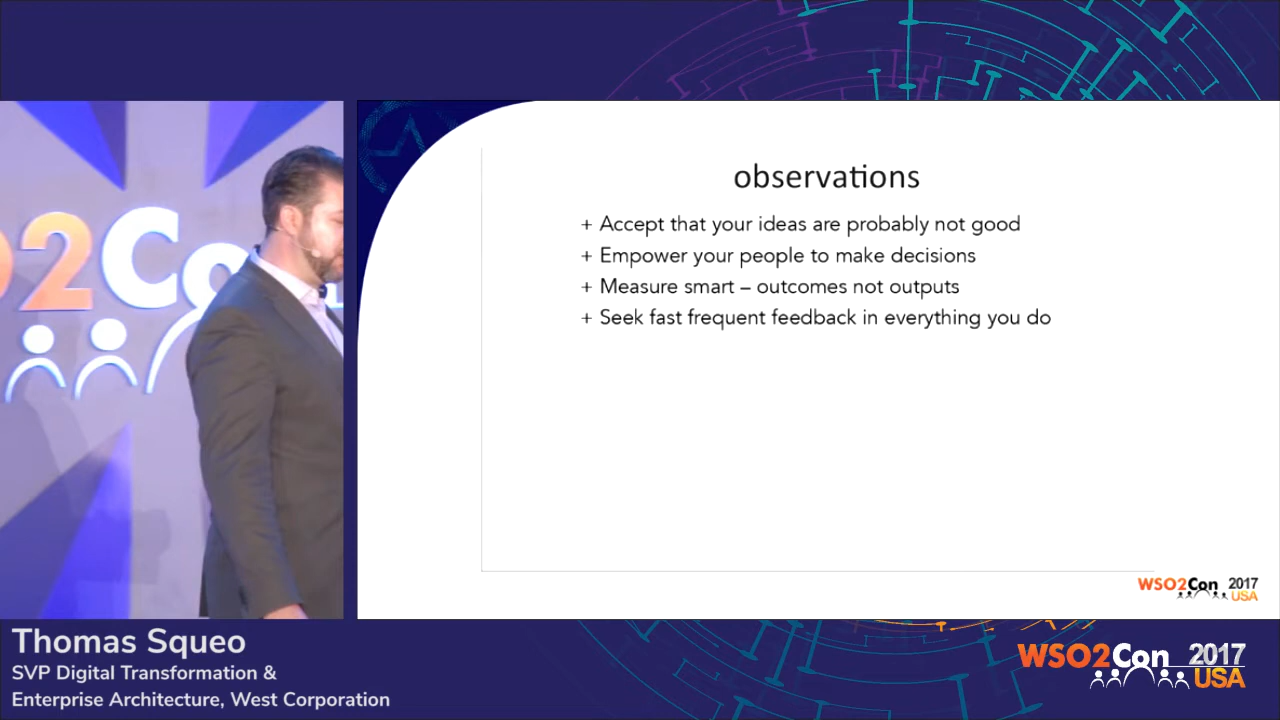 observations
+ Accept that your ideas are probably not good
+ Empower your people to make decisions
+ Measure smart – outcomes not outputs
+ Seek fast frequent feedback in everything you do
WSO2Con 2017
USA
Thomas Squeo
SVP Digital Transformation &
Enterprise Architecture, West Corporation
WSO2Con 2017
USA